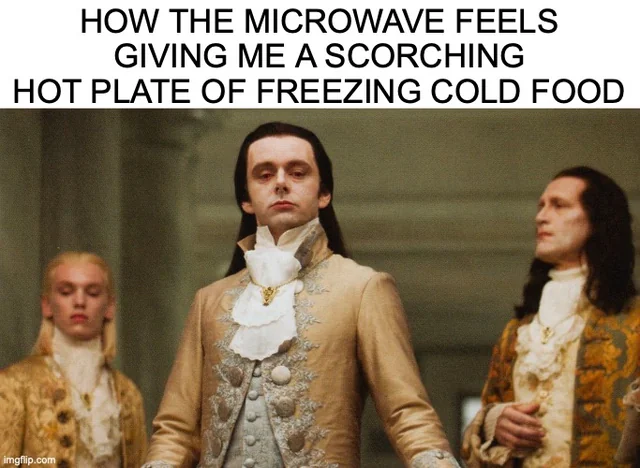 HOW THE MICROWAVE FEELS
GIVING ME A SCORCHING
HOT PLATE OF FREEZING COLD FOOD
imgflip.com